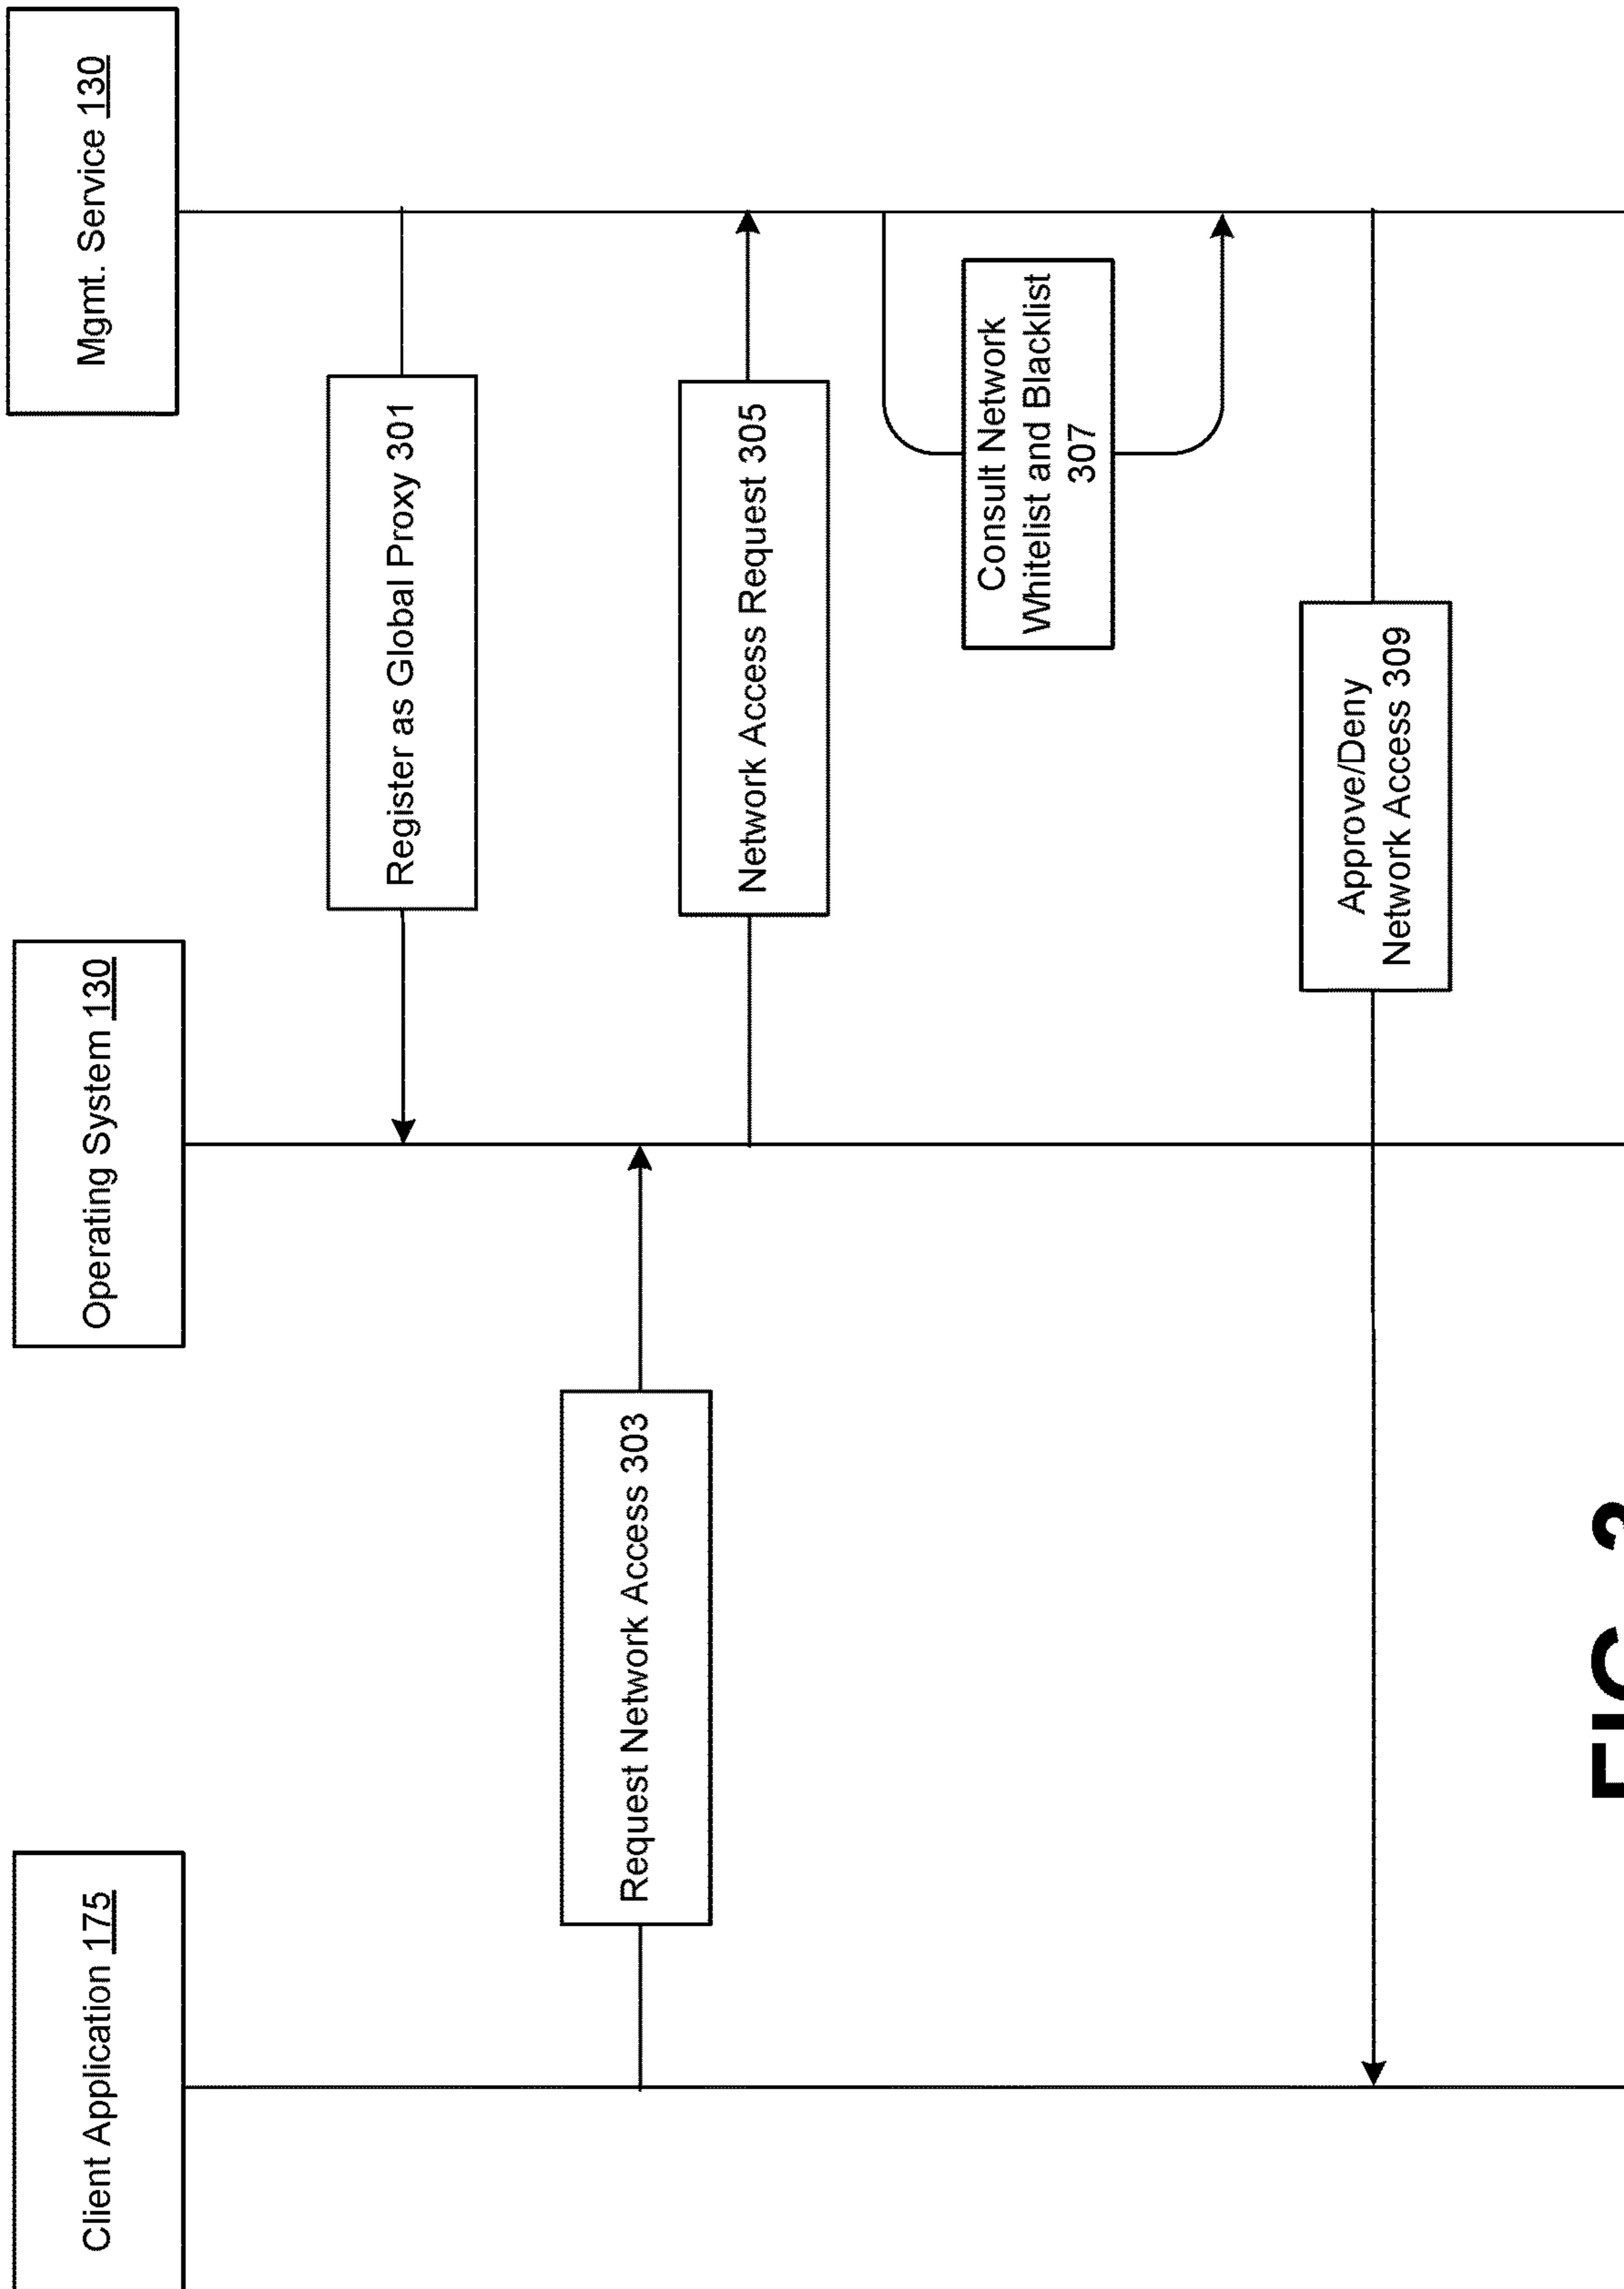 Client Application 175
Operating System 130
Mgmt. Service 130
Register as Global Proxy 301
Request Network Access 303
Network Access Request 305
Consult Network
Whitelist and Blacklist
307
Approve/Deny
Network Access 309
FIG.